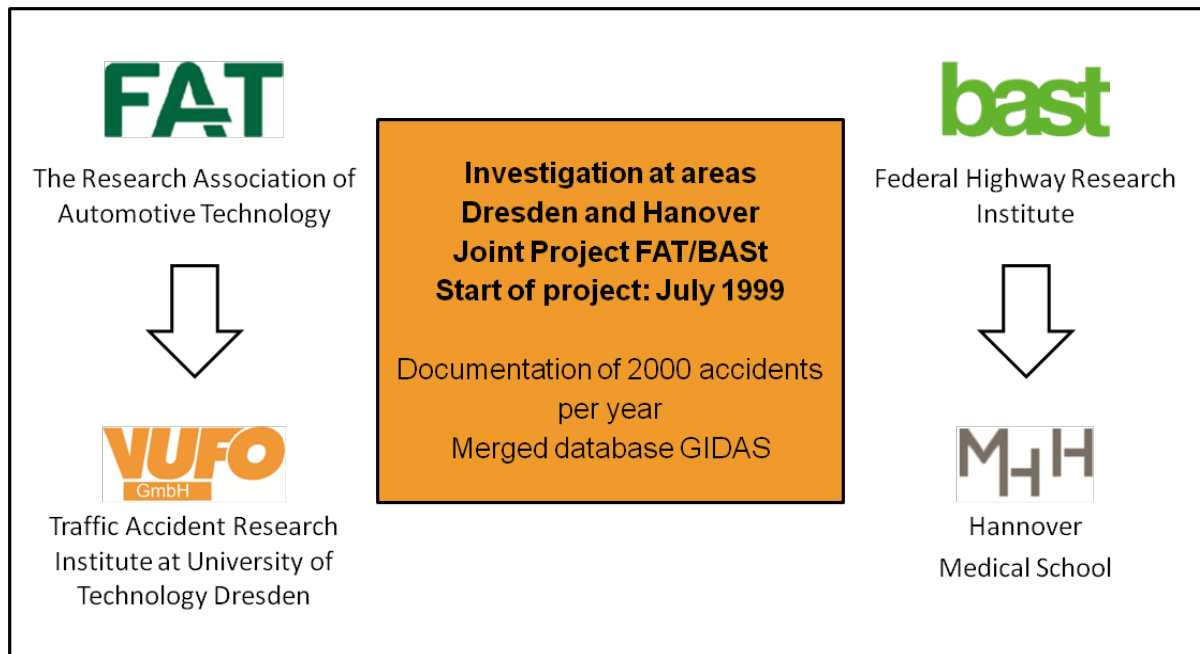 FAT
The Research Association of
Automotive Technology
VUFO
GmbH
Traffic Accident Research
Institute at University of
Technology Dresden
Investigation at areas
Dresden and Hanover
Joint Project FAT/BASt
Start of project: July 1999
Documentation of 2000 accidents
per year
Merged database GIDAS
bast
Federal Highway Research
Institute
MHH
Hannover
Medical School